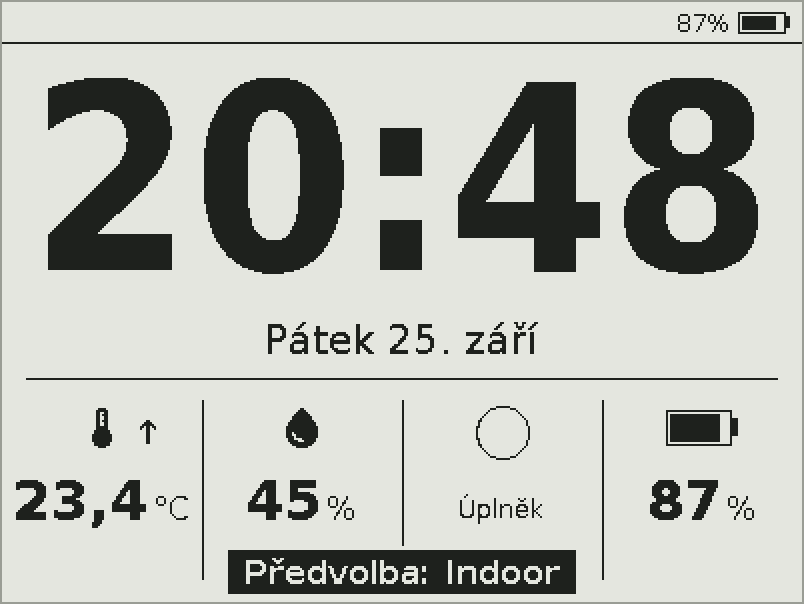 87%
20:48
Pátek 25. září
23,4 °C
45 %
Úplněk
87 %
Předvolba: Indoor